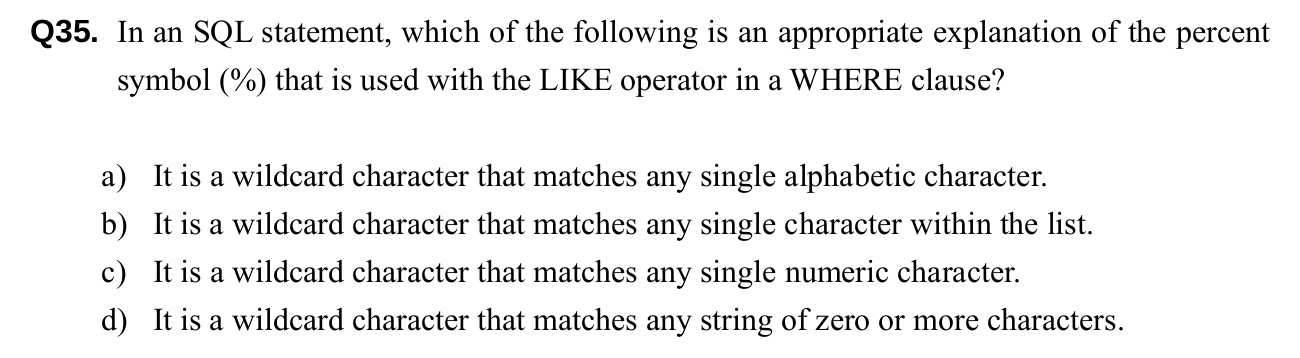 Q35. In an SQL statement, which of the following is an appropriate explanation of the percent
symbol (%) that is used with the LIKE operator in a WHERE clause?
a) It is a wildcard character that matches any single alphabetic character.
b) It is a wildcard character that matches any single character within the list.
c) It is a wildcard character that matches any single numeric character.
d) It is a wildcard character that matches any string of zero or more characters.